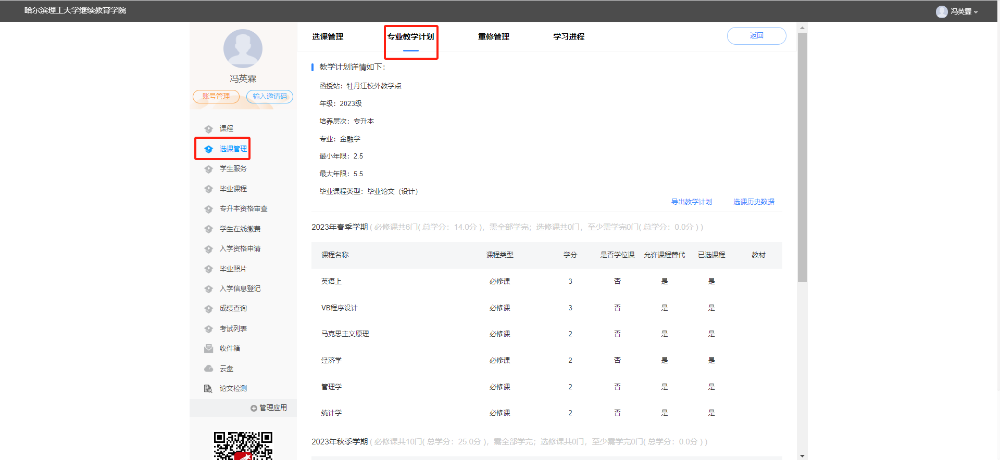 哈尔滨理工大学继续教育学院
冯英霖
冯英霖
账号管理 输入邀请码
课程
选课管理
学生服务
毕业课程
专升本资格审查
学生在线缴费
入学资格申请
毕业照片
入学信息登记
成绩查询
考试列表
收件箱
云盘
论文检测
管理应用
选课管理 专业教学计划 重修管理 学习进程 返回
教学计划详情如下：
函授站：牡丹江校外教学点
年级：2023级
培养层次：专升本
专业：金融学
最小年限：2.5
最大年限：5.5
毕业课程类型：毕业论文（设计）
导出教学计划 选课历史数据
2023年春季学期 ( 必修课共6门( 总学分：14.0分 )，需全部学完；选修课共0门，至少需学完0门( 总学分：0.0分 ) )
课程名称 课程类型 学分 是否学位课 允许课程替代 已选课程 教材
英语上 必修课 3 否 是 是
VB程序设计 必修课 3 否 是 是
马克思主义原理 必修课 2 否 是 是
经济学 必修课 2 否 是 是
管理学 必修课 2 否 是 是
统计学 必修课 2 否 是 是
2023年秋季学期 ( 必修课共10门( 总学分：25.0分 )，需全部学完；选修课共0门，至少需学完0门( 总学分：0.0分 ) )